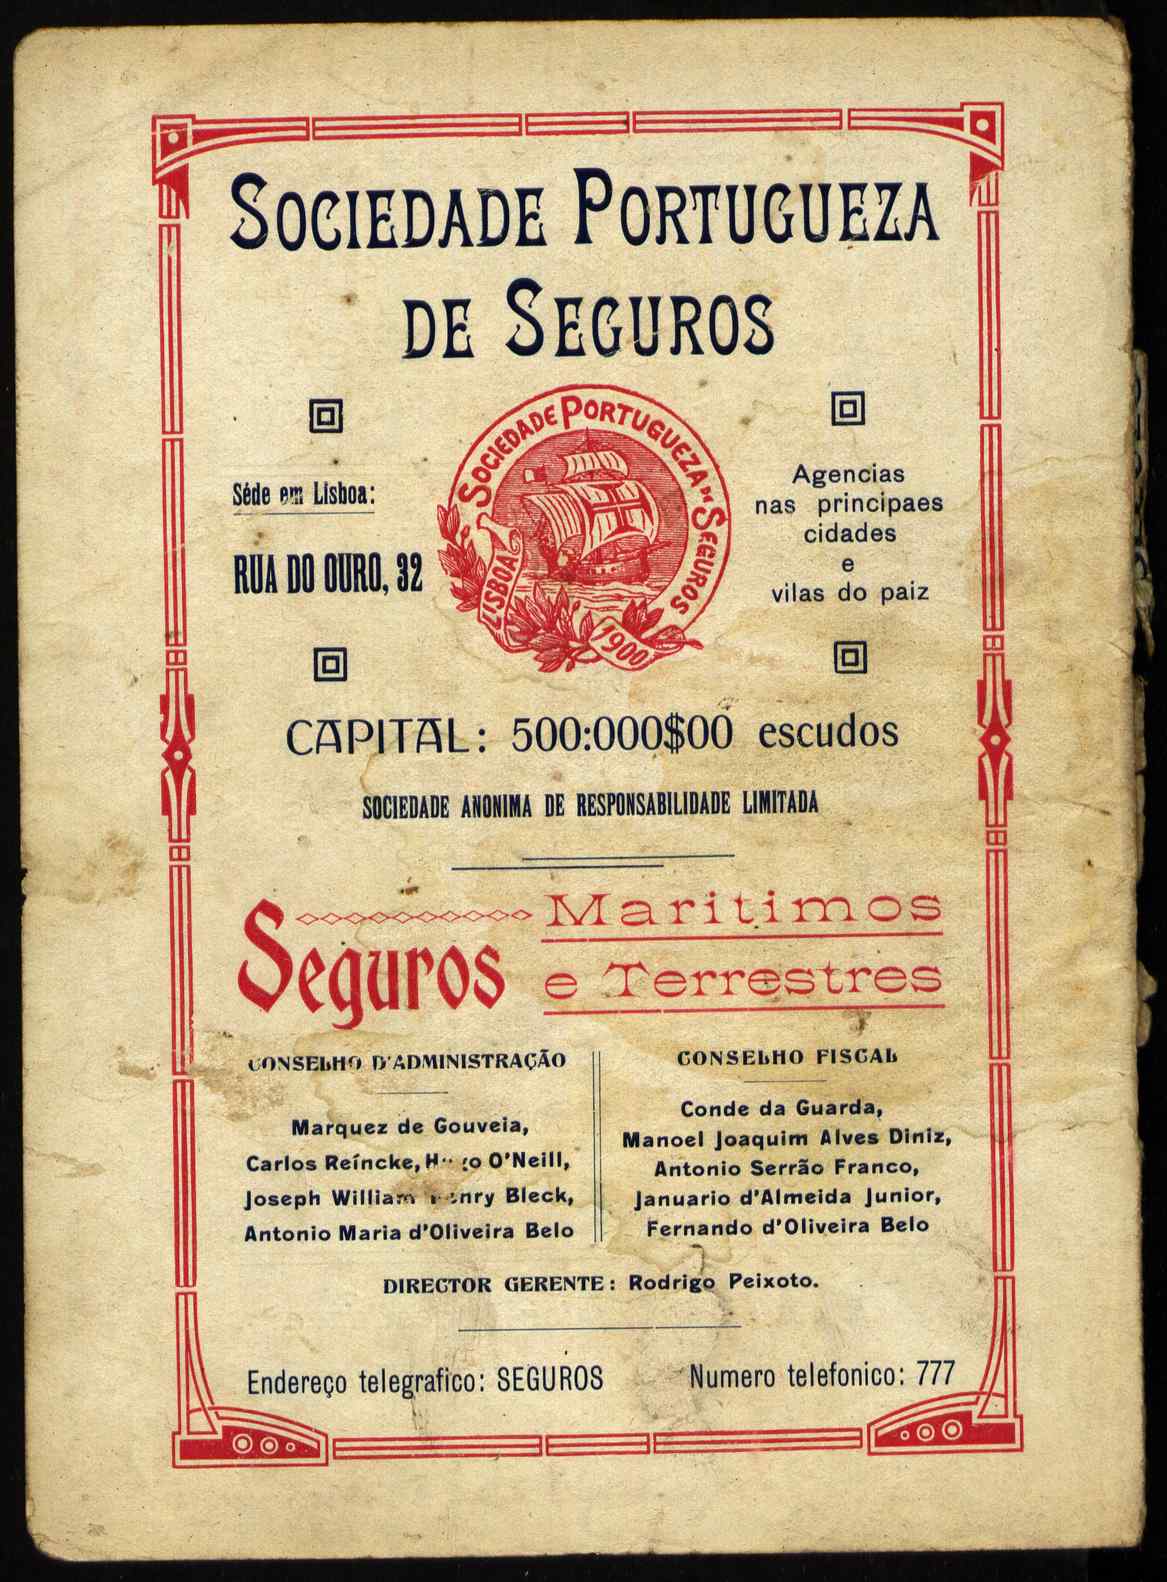 SOCIEDADE PORTUGUEZA
DE SEGUROS
SOCIEDADE PORTUGUEZA DE SEGUROS
LISBOA
1900
Séde em Lisboa:
RUA DO OURO, 32
Agencias
nas principaes
cidades
e
vilas do paiz
CAPITAL: 500:000$00 escudos
SOCIEDADE ANONIMA DE RESPONSABILIDADE LIMITADA
Seguros Maritimos
e Terrestres
CONSELHO D'ADMINISTRAÇÃO
Marquez de Gouveia,
Carlos Reíncke, O'Neill,
Joseph William Henry Bleck,
Antonio Maria d'Oliveira Belo
CONSELHO FISCAL
Conde da Guarda,
Manoel Joaquim Alves Diniz,
Antonio Serrão Franco,
Januario d'Almeida Junior,
Fernando d'Oliveira Belo
DIRECTOR GERENTE: Rodrigo Peixoto.
Endereço telegrafico: SEGUROS
Numero telefonico: 777